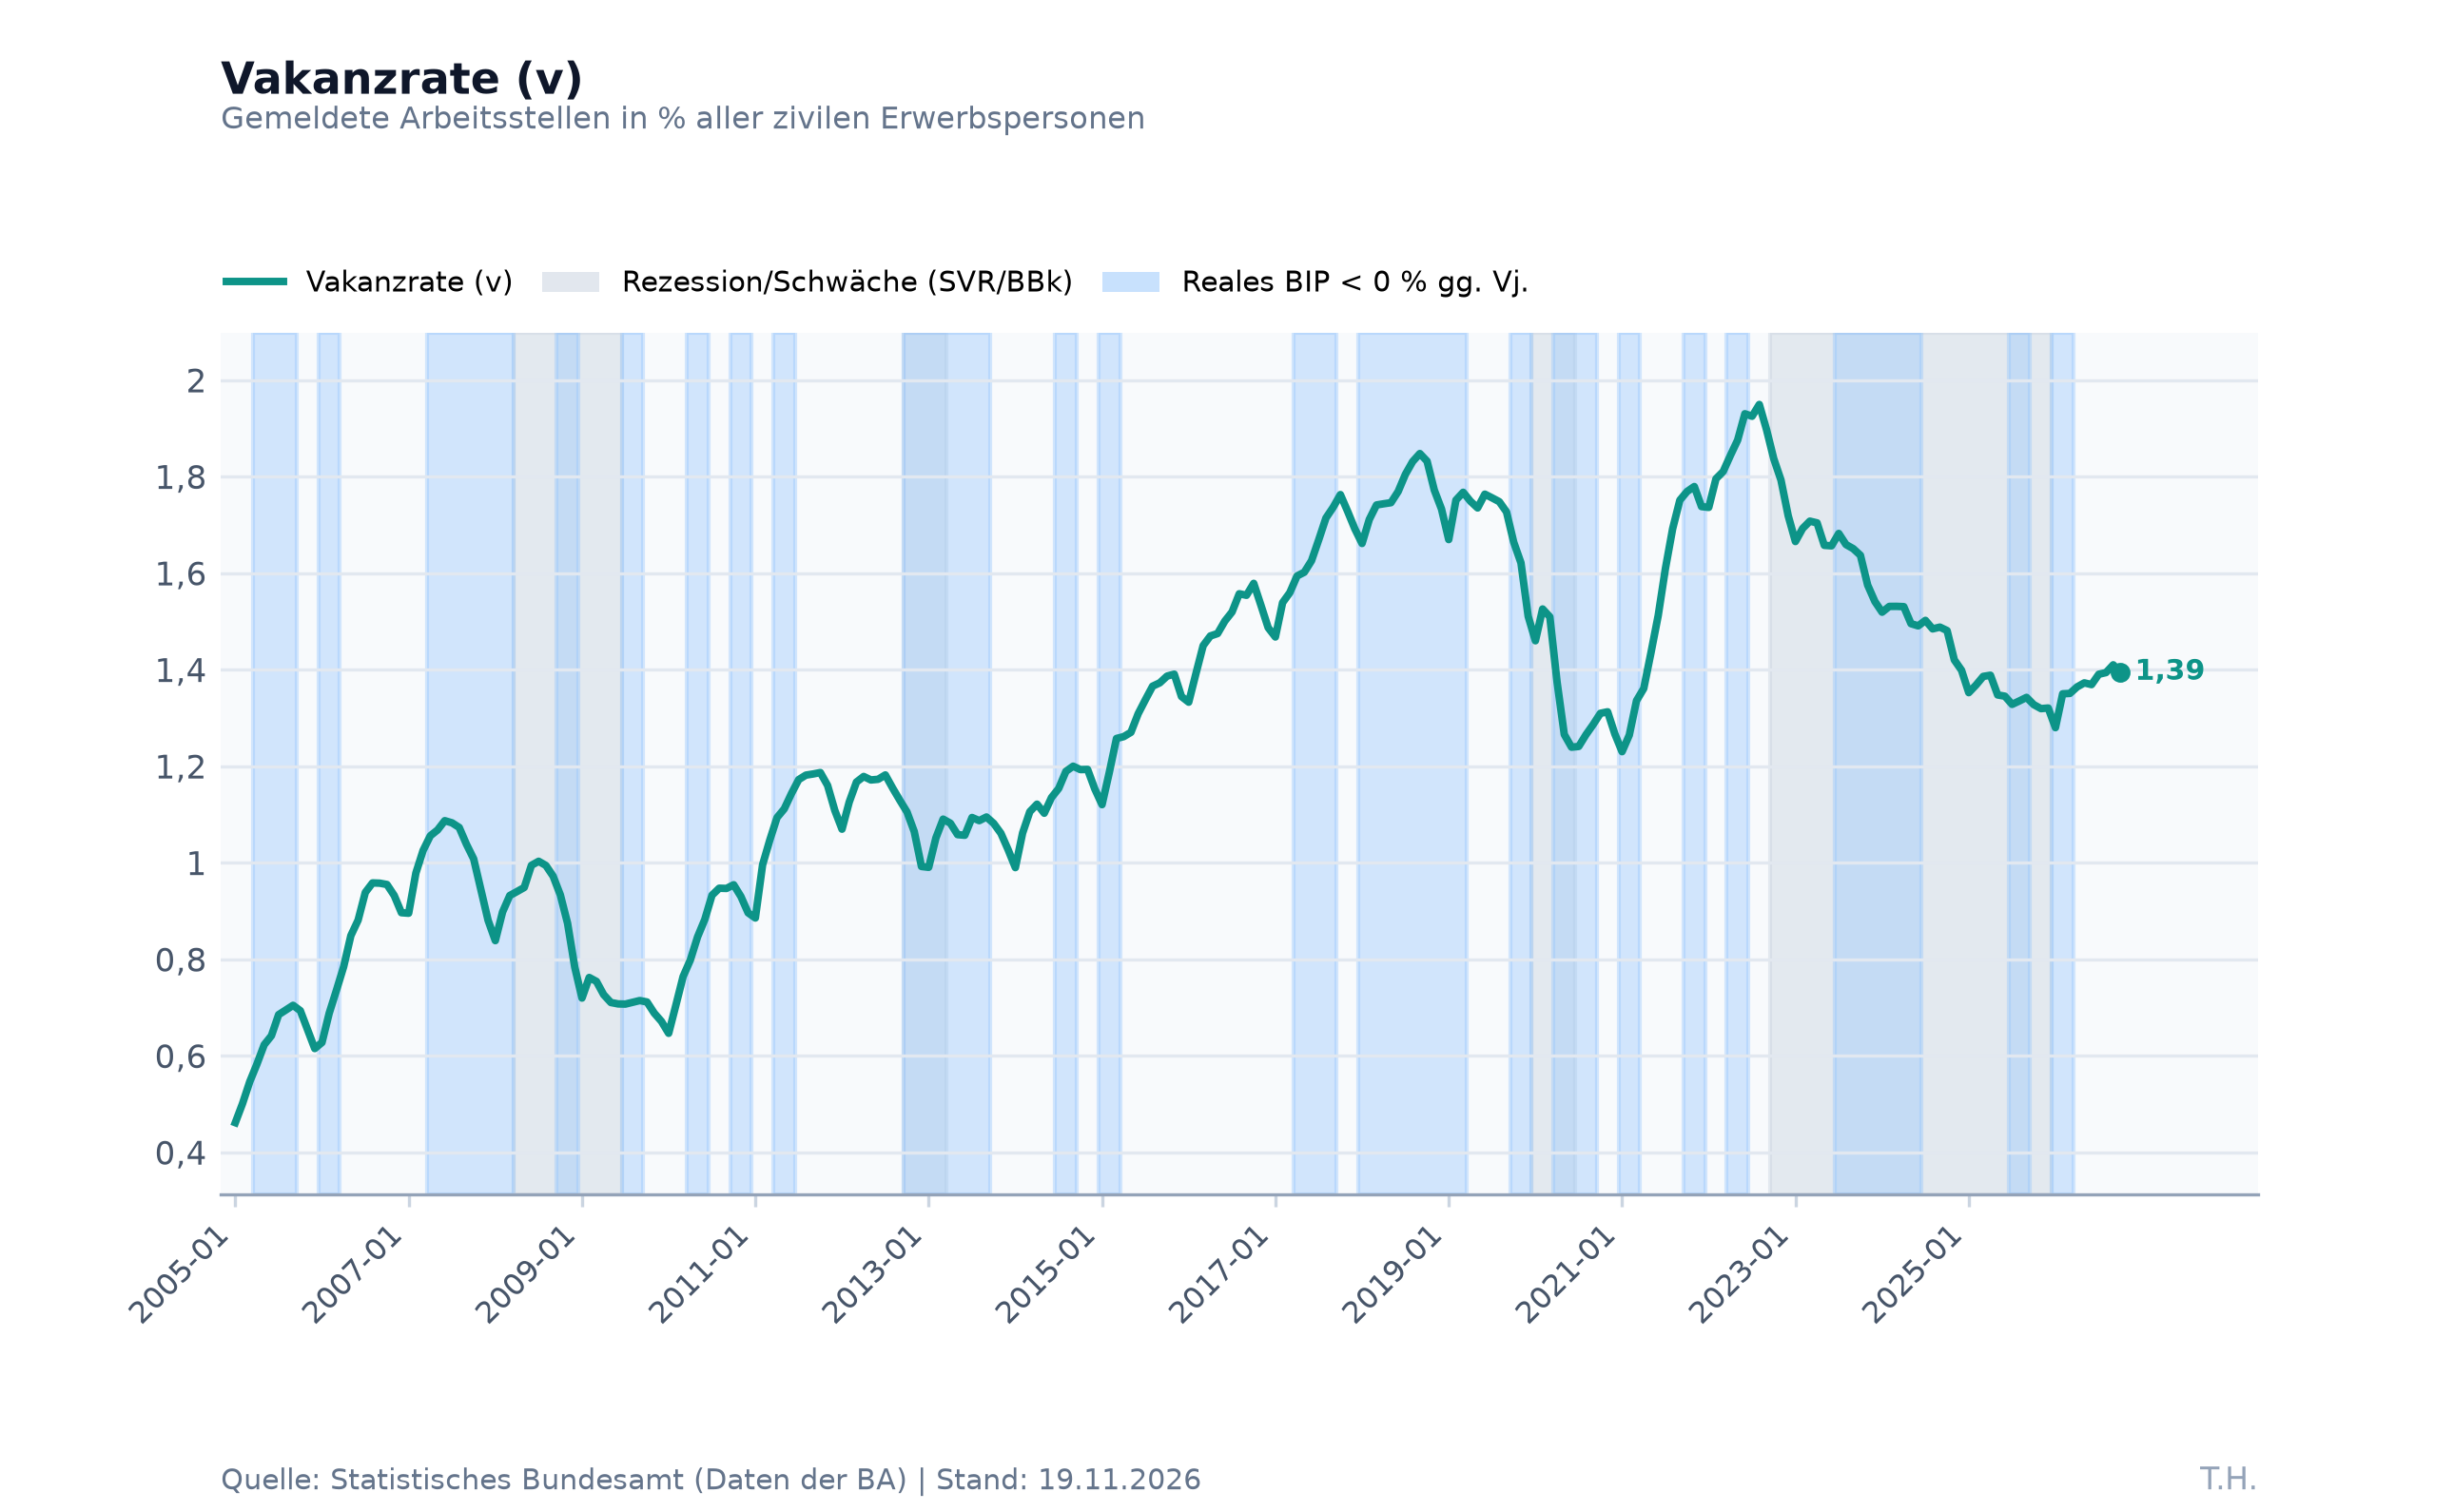 Vakanzrate (v)
Gemeldete Arbeitsstellen in % aller zivilen Erwerbspersonen
Vakanzrate (v) Rezession/Schwäche (SVR/BBk) Reales BIP < 0 % gg. Vj.
2
1,8
1,6
1,4
1,2
1
0,8
0,6
0,4
1,39
2005-01 2007-01 2009-01 2011-01 2013-01 2015-01 2017-01 2019-01 2021-01 2023-01 2025-01
Quelle: Statistisches Bundesamt (Daten der BA) | Stand: 19.11.2026
T.H.